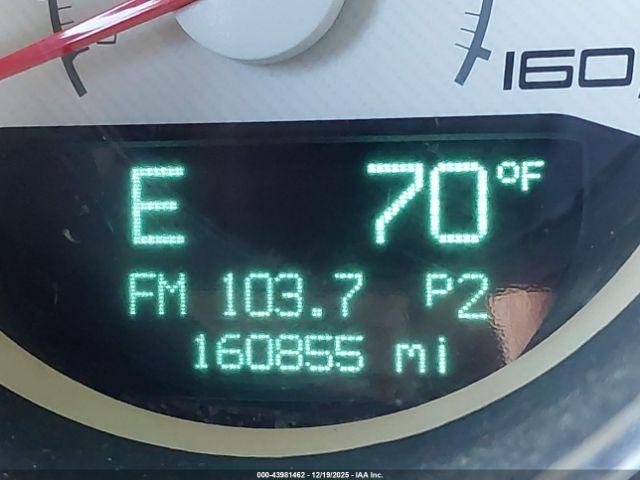 160
E 70°F
FM 103.7 P2
160855 mi
000-43981462 - 12/19/2025 - IAA Inc.